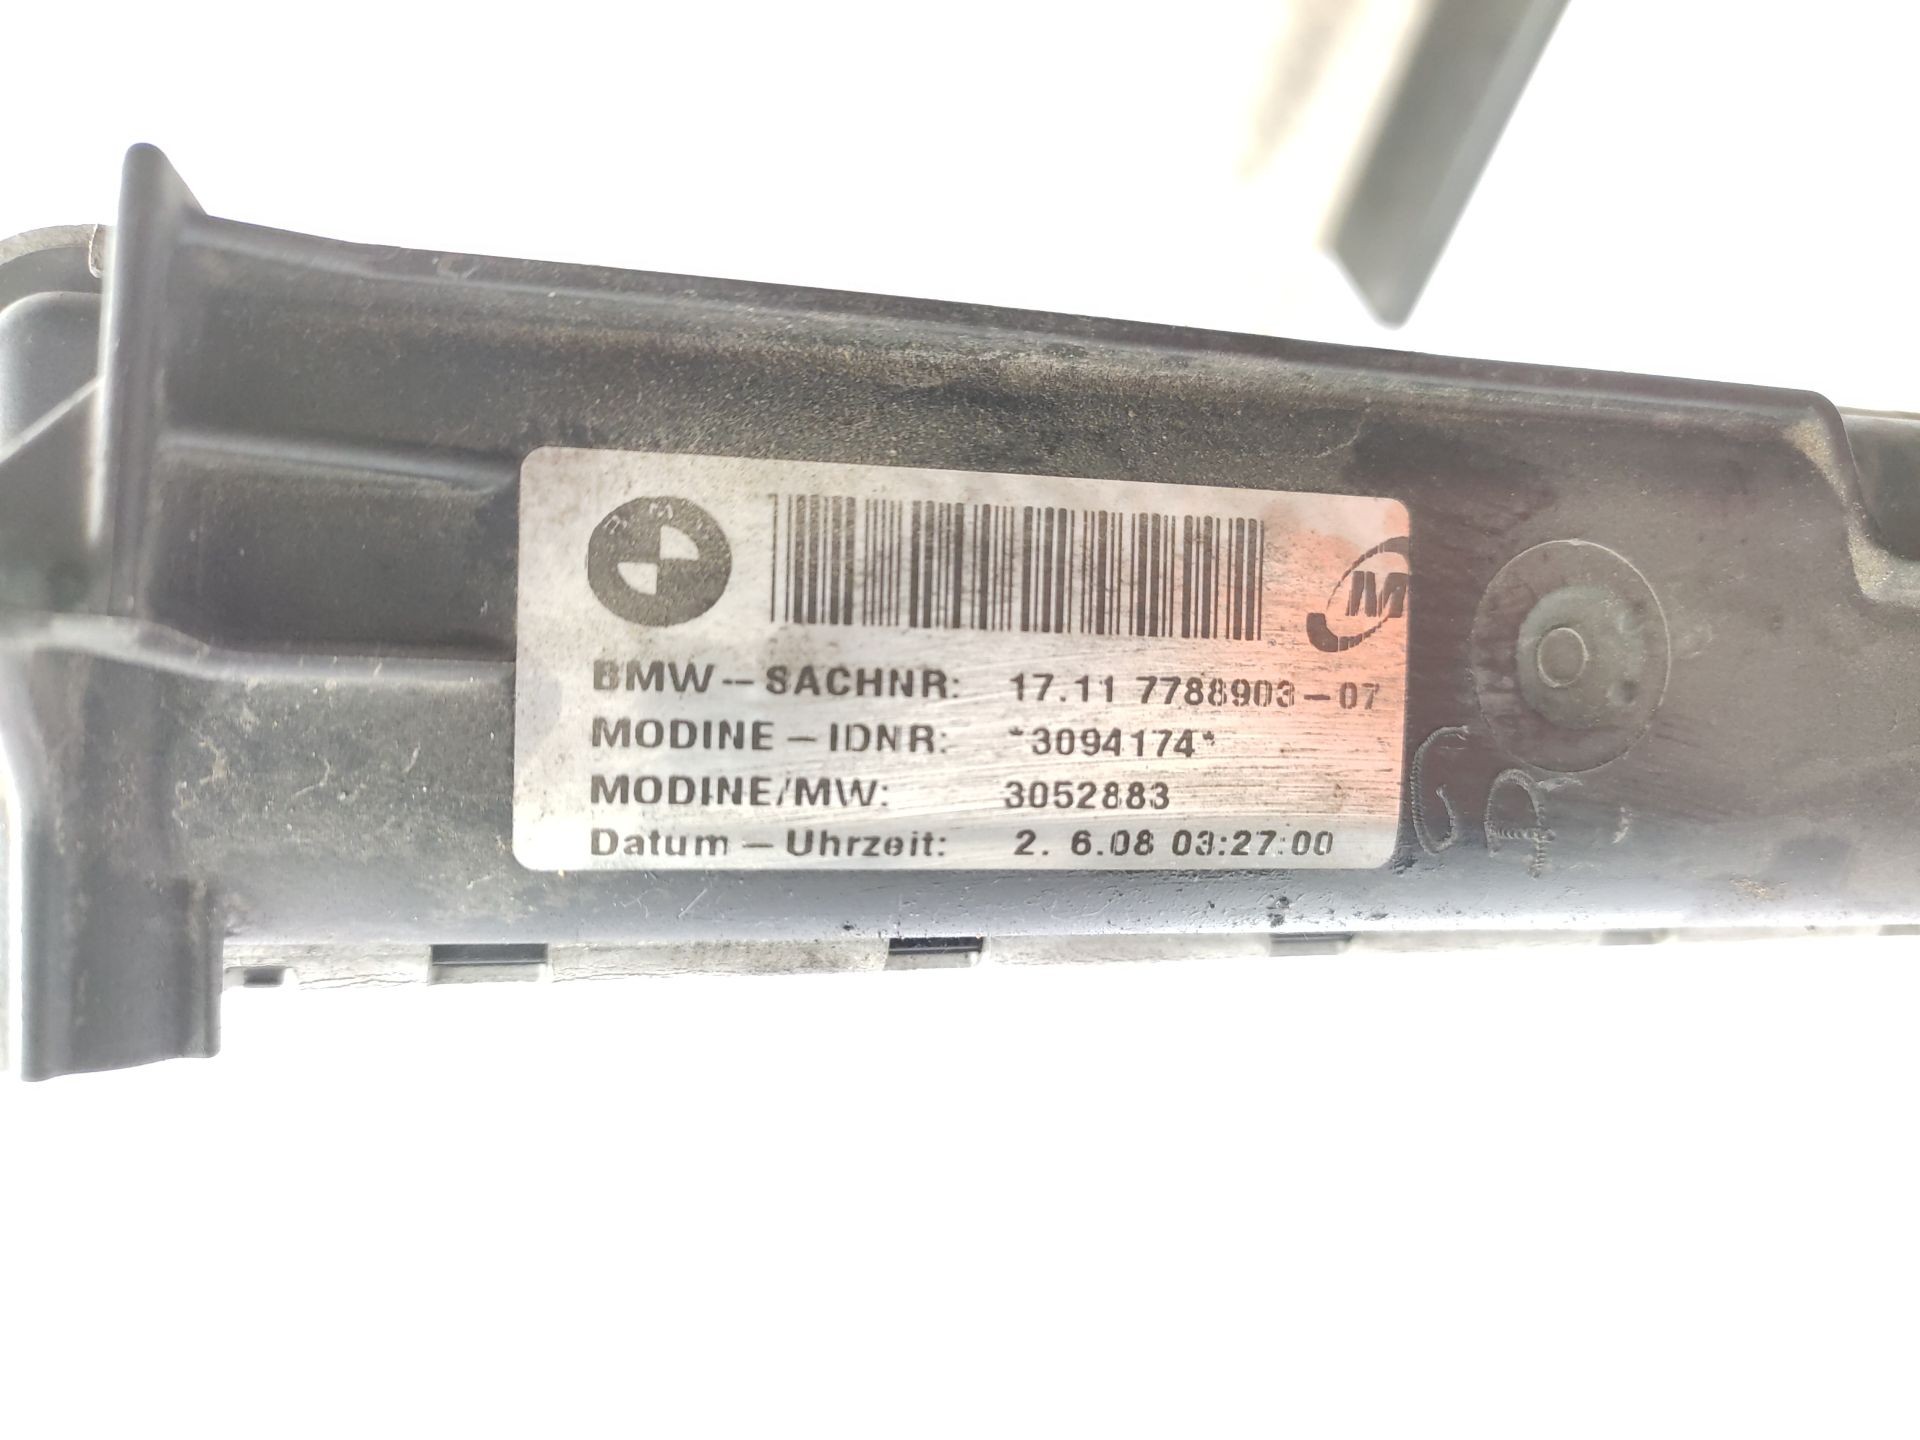 BMW--SACHNR: 17.11 7788903-07
MODINE-IDNR: *3094174*
MODINE/MW: 3052883
Datum-Uhrzeit: 2. 6.08 03:27:00